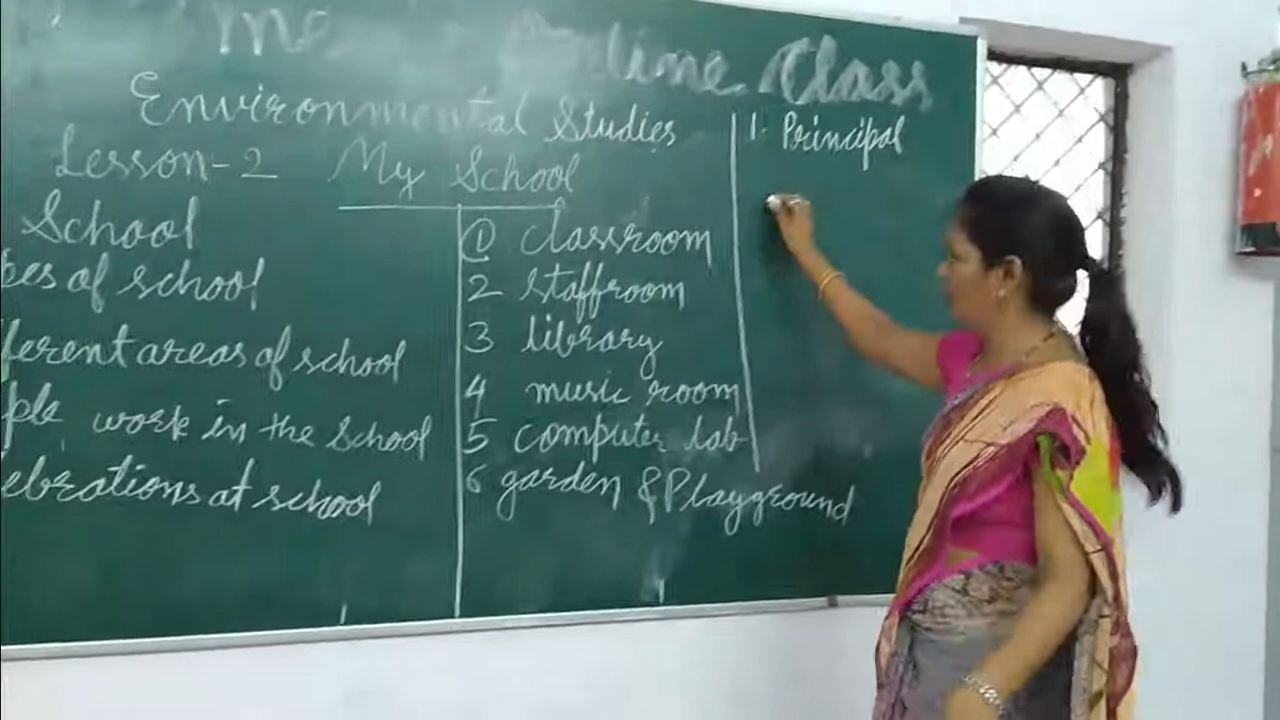 Me Online Class
Environmental Studies
Lesson-2 My School
School
pes of school
ferent areas of school
ple work in the School
ebrations at school
1 classroom
2 staffroom
3 library
4 music room
5 computer lab
6 garden & Playground
1. Principal